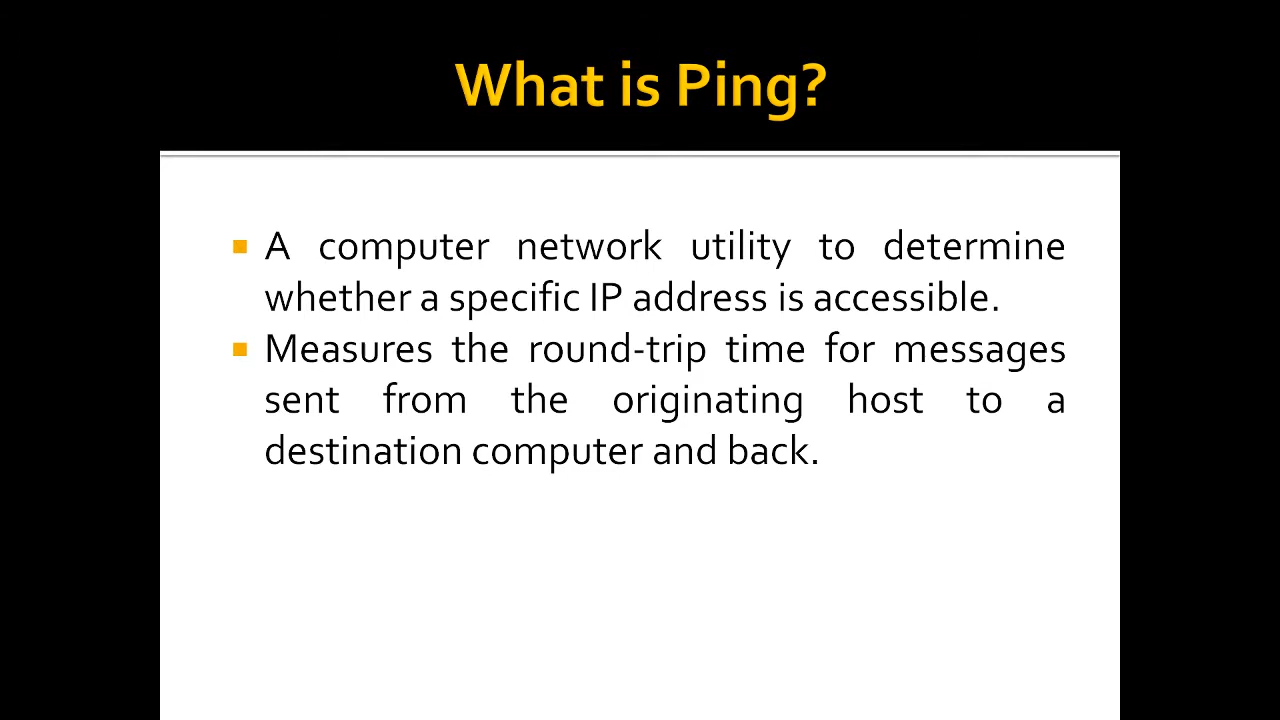 What is Ping?
A computer network utility to determine
whether a specific IP address is accessible.
Measures the round-trip time for messages
sent from the originating host to a
destination computer and back.